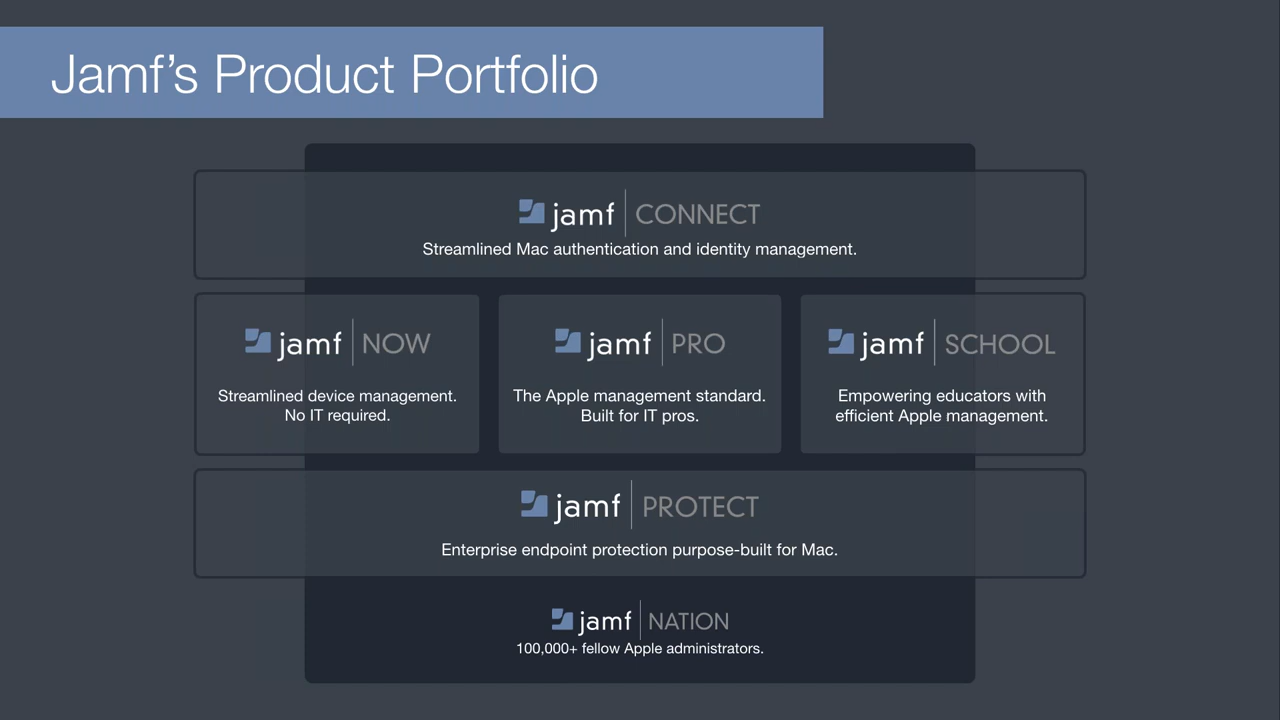 Jamf’s Product Portfolio
jamf CONNECT
Streamlined Mac authentication and identity management.
jamf NOW
Streamlined device management.
No IT required.
jamf PRO
The Apple management standard.
Built for IT pros.
jamf SCHOOL
Empowering educators with
efficient Apple management.
jamf PROTECT
Enterprise endpoint protection purpose-built for Mac.
jamf NATION
100,000+ fellow Apple administrators.